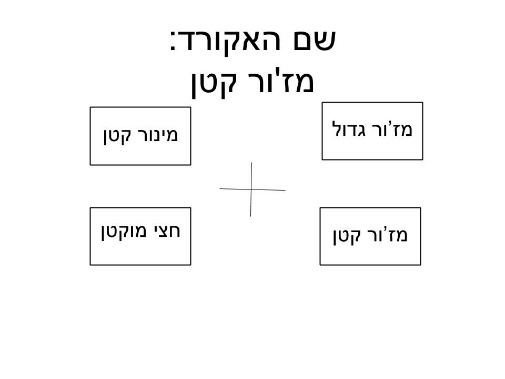 שם האקורד:
מז'ור קטן
מז'ור גדול
מינור קטן
מז'ור קטן
חצי מוקטן